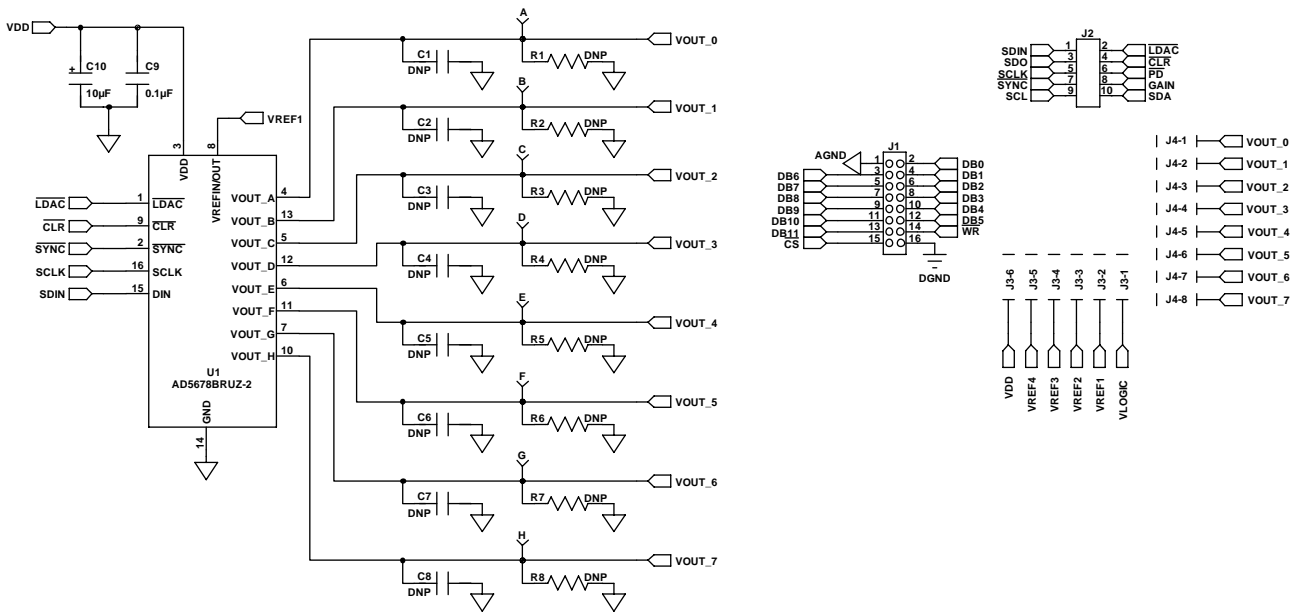 VDD
C10
+
10µF
C9
0.1µF
VREF1
3
8
VDD
VREFIN/OUT
LDAC 1 LDAC
CLR 9 CLR
SYNC 2 SYNC
SCLK 16 SCLK
SDIN 15 DIN
VOUT_A 4
VOUT_B 13
VOUT_C 5
VOUT_D 12
VOUT_E 6
VOUT_F 11
VOUT_G 7
VOUT_H 10
U1
AD5678BRUZ-2
GND
14
A
C1
DNP
R1 DNP
VOUT_0
B
C2
DNP
R2 DNP
VOUT_1
C
C3
DNP
R3 DNP
VOUT_2
D
C4
DNP
R4 DNP
VOUT_3
E
C5
DNP
R5 DNP
VOUT_4
F
C6
DNP
R6 DNP
VOUT_5
G
C7
DNP
R7 DNP
VOUT_6
H
C8
DNP
R8 DNP
VOUT_7
J2
SDIN 1 2 LDAC
SDO 3 4 CLR
SCLK 5 6 PD
SYNC 7 8 GAIN
SCL 9 10 SDA
J1
AGND 1 2 DB0
DB6 3 4 DB1
DB7 5 6 DB2
DB8 7 8 DB3
DB9 9 10 DB4
DB10 11 12 DB5
DB11 13 14 WR
CS 15 16
DGND
J4-1 VOUT_0
J4-2 VOUT_1
J4-3 VOUT_2
J4-4 VOUT_3
J4-5 VOUT_4
J4-6 VOUT_5
J4-7 VOUT_6
J4-8 VOUT_7
J3-6 VDD
J3-5 VREF4
J3-4 VREF3
J3-3 VREF2
J3-2 VREF1
J3-1 VLOGIC